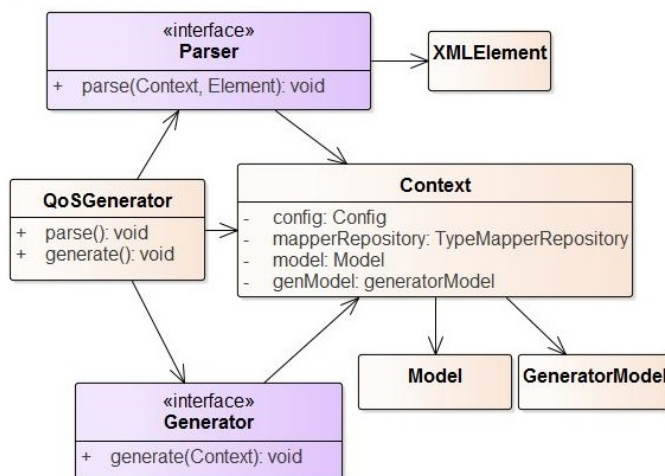 «interface»
Parser
+ parse(Context, Element): void
XMLElement
QoSGenerator
+ parse(): void
+ generate(): void
Context
- config: Config
- mapperRepository: TypeMapperRepository
- model: Model
- genModel: generatorModel
Model
GeneratorModel
«interface»
Generator
+ generate(Context): void